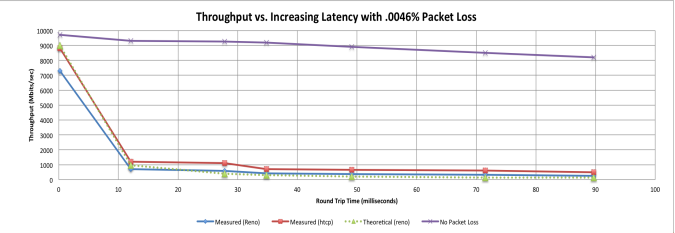 Throughput vs. Increasing Latency with .0046% Packet Loss
Throughput (Mbits/sec)
10000
9000
8000
7000
6000
5000
4000
3000
2000
1000
0
0 10 20 30 40 50 60 70 80 90 100
Round Trip Time (milliseconds)
Measured (Reno) Measured (htcp) Theoretical (reno) No Packet Loss